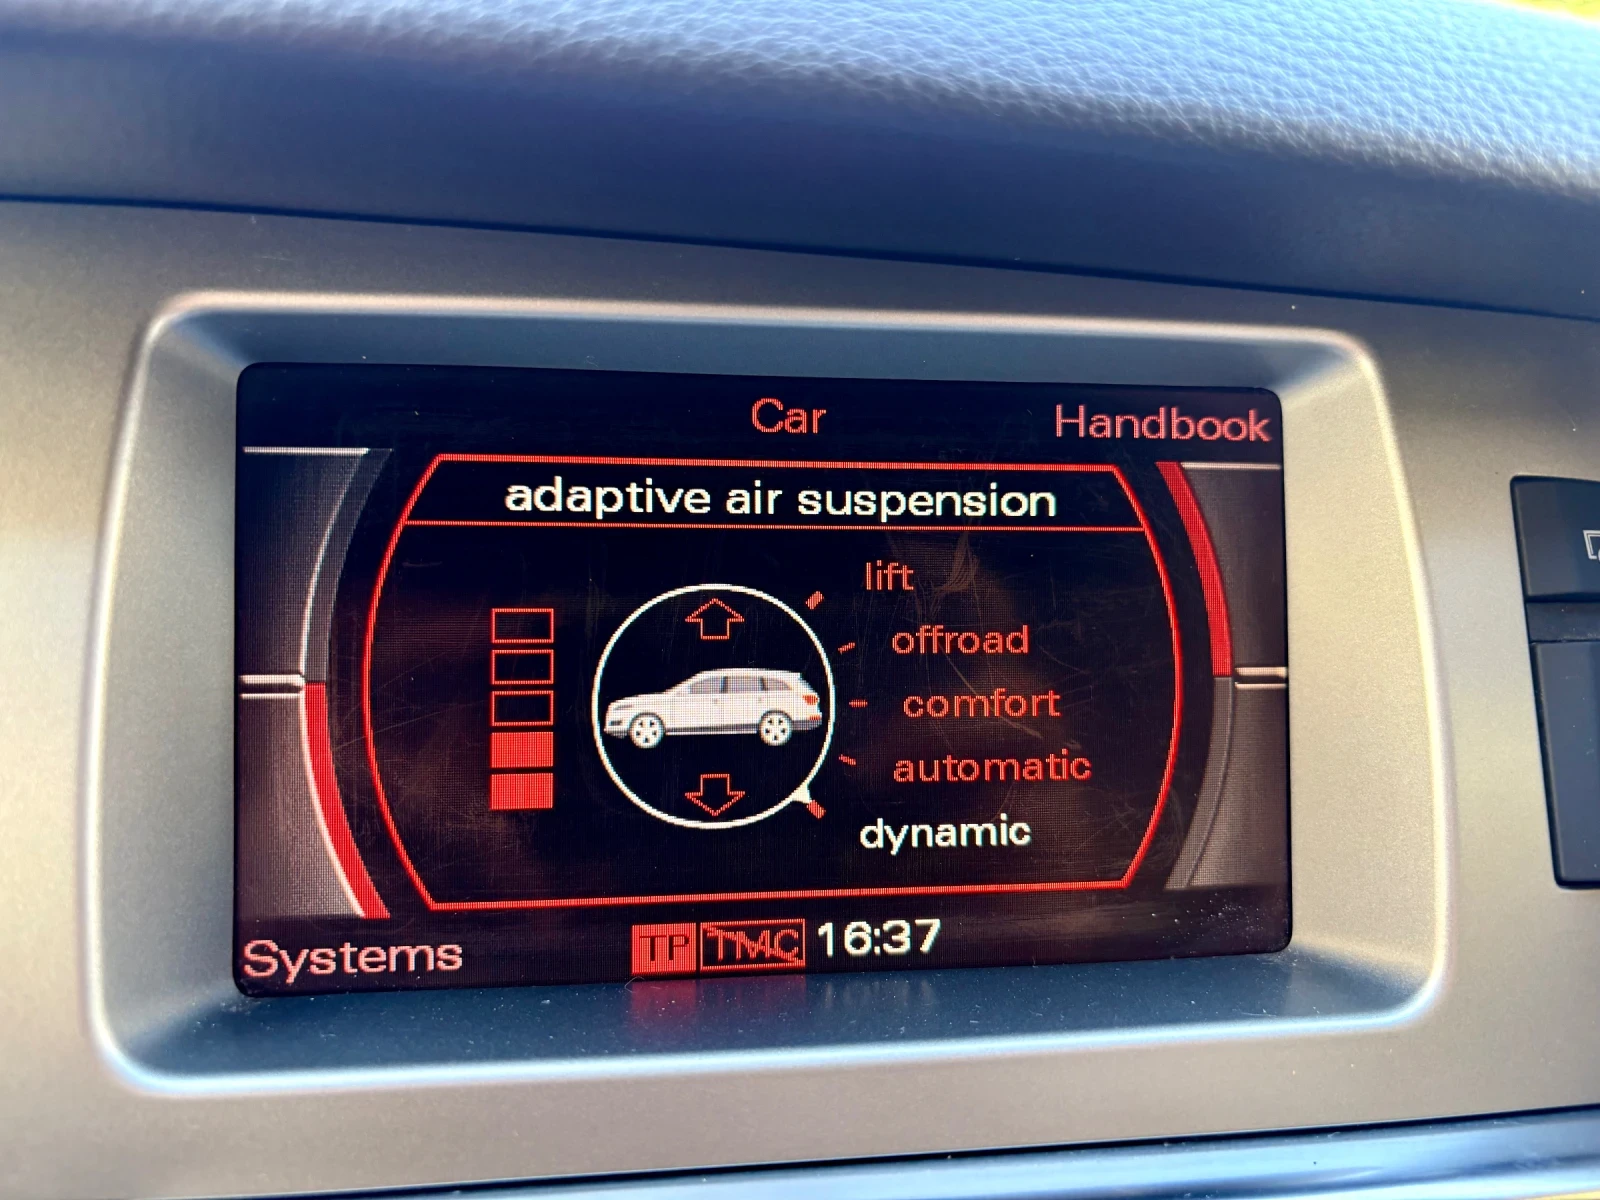 Car
Handbook
adaptive air suspension
lift
offroad
comfort
automatic
dynamic
Systems
TP TMC 16:37